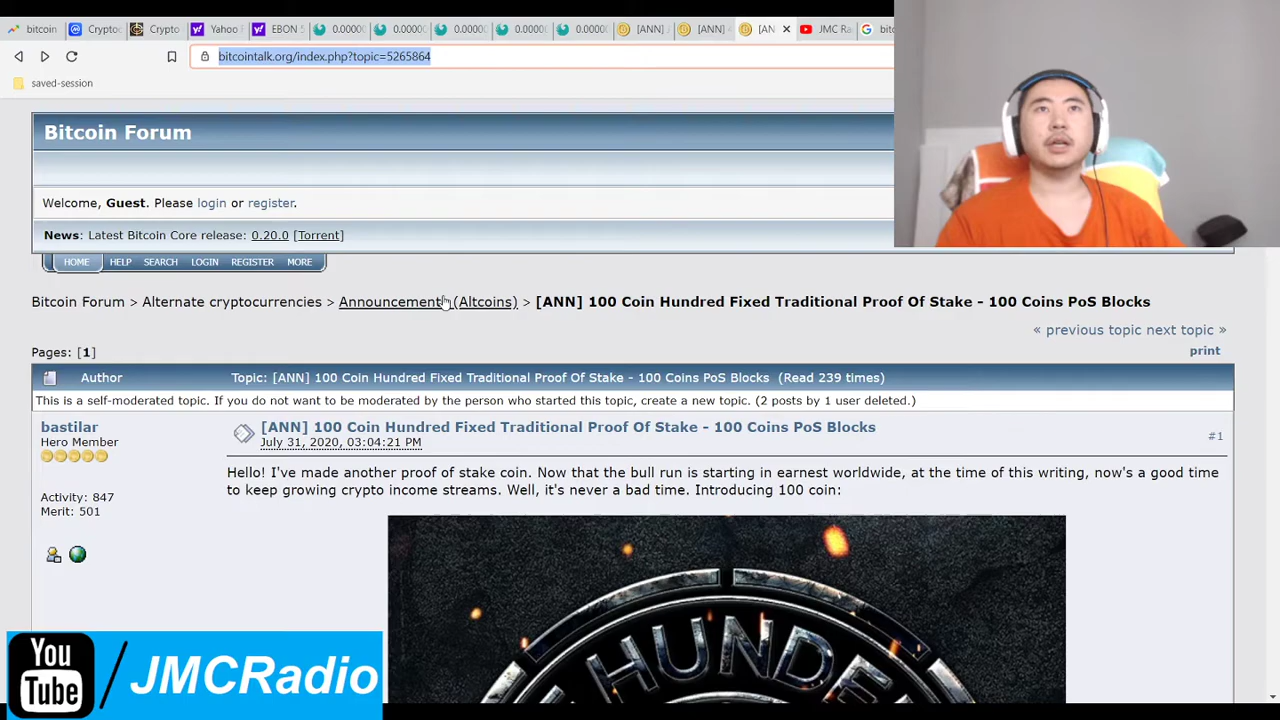 bitcoin
Crypto
Crypto
Yahoo
EBON
0.0000
0.0000
0.0000
0.0000
0.0000
[ANN]
[ANN]
[AN
JMC Ra
bitc
bitcointalk.org/index.php?topic=5265864
saved-session
Bitcoin Forum
Welcome, Guest. Please login or register.
News: Latest Bitcoin Core release: 0.20.0 [Torrent]
HOME HELP SEARCH LOGIN REGISTER MORE
Bitcoin Forum > Alternate cryptocurrencies > Announcements (Altcoins) > [ANN] 100 Coin Hundred Fixed Traditional Proof Of Stake - 100 Coins PoS Blocks
« previous topic next topic »
Pages: [1]
print
Author Topic: [ANN] 100 Coin Hundred Fixed Traditional Proof Of Stake - 100 Coins PoS Blocks (Read 239 times)
This is a self-moderated topic. If you do not want to be moderated by the person who started this topic, create a new topic. (2 posts by 1 user deleted.)
bastilar
Hero Member
Activity: 847
Merit: 501
[ANN] 100 Coin Hundred Fixed Traditional Proof Of Stake - 100 Coins PoS Blocks
July 31, 2020, 03:04:21 PM
#1
Hello! I've made another proof of stake coin. Now that the bull run is starting in earnest worldwide, at the time of this writing, now's a good time
to keep growing crypto income streams. Well, it's never a bad time. Introducing 100 coin:
HUNDRE
You
Tube
/JMCRadio